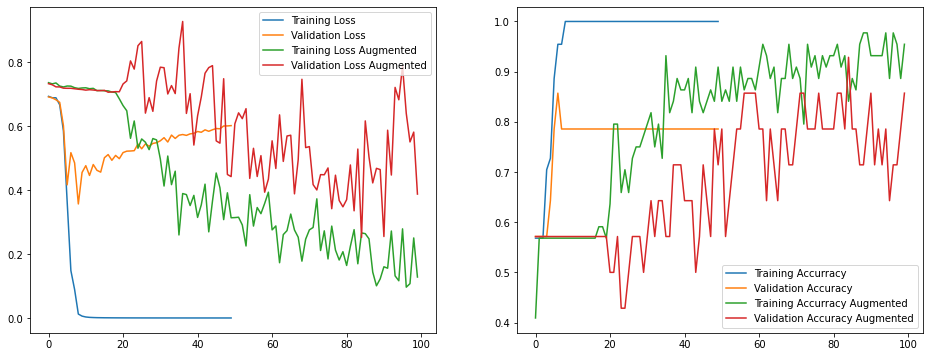 Training Loss
Validation Loss
Training Loss Augmented
Validation Loss Augmented
0.8
0.6
0.4
0.2
0.0
0 20 40 60 80 100
1.0
0.9
0.8
0.7
0.6
0.5
0.4
Training Accurracy
Validation Accuracy
Training Accurracy Augmented
Validation Accuracy Augmented
0 20 40 60 80 100